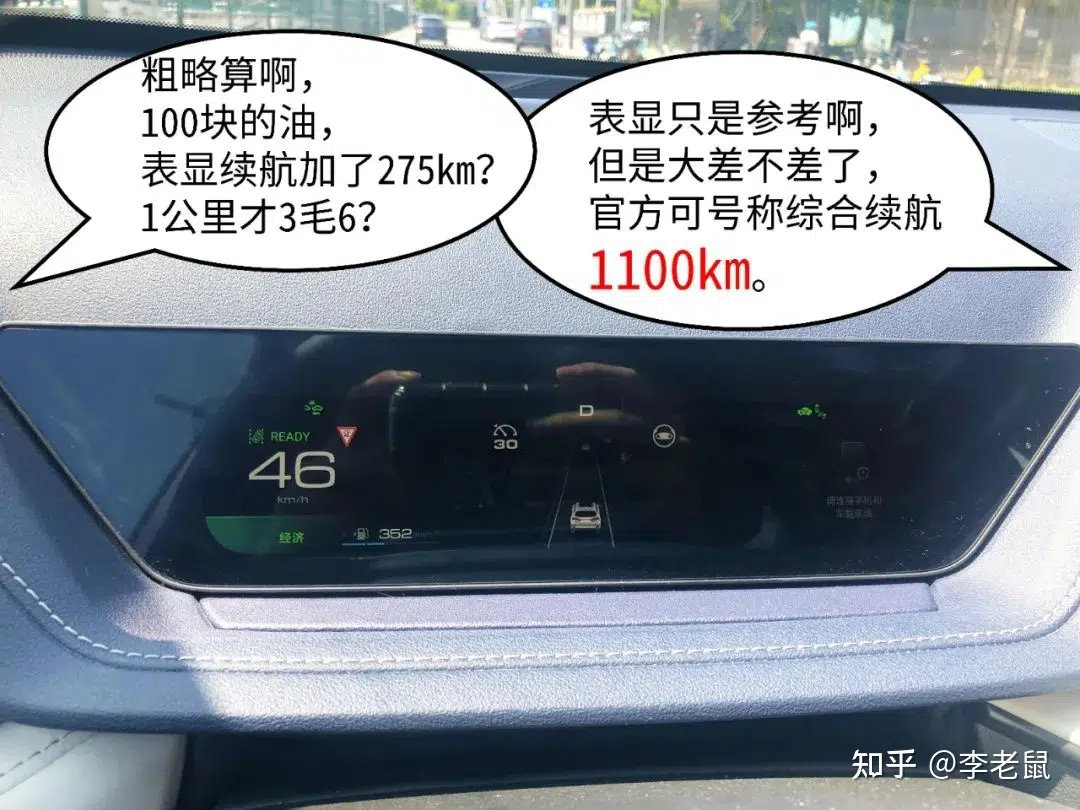 粗略算啊，
100块的油，
表显续航加了275km？
1公里才3毛6？
表显只是参考啊，
但是大差不差了，
官方可号称综合续航
1100km。
D
READY
30
46
km/h
经济
352
知乎 @李老鼠